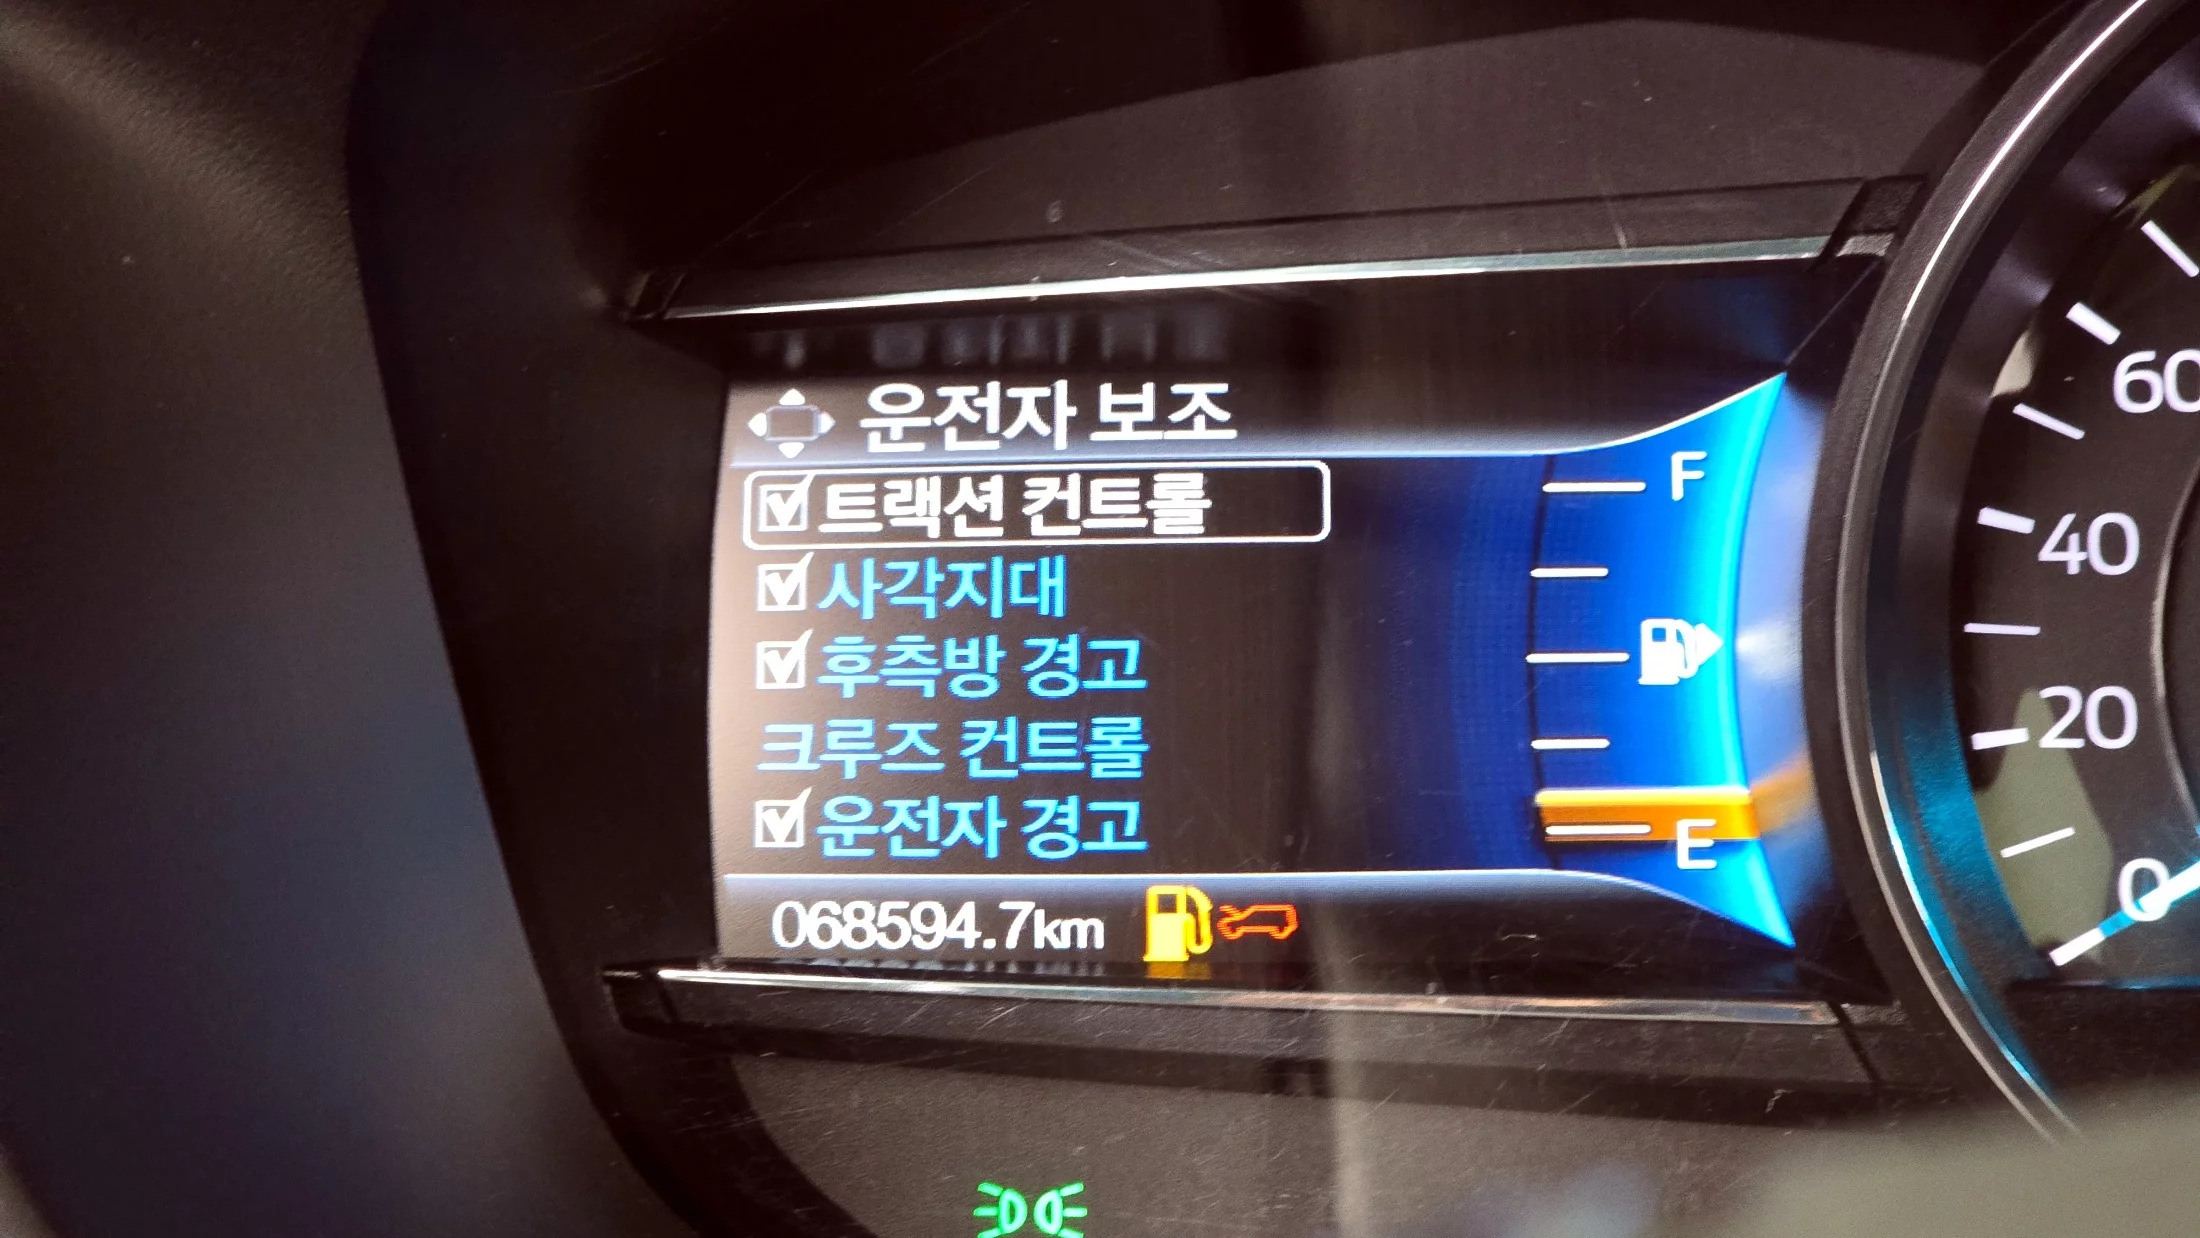 운전자 보조
트랙션 컨트롤
사각지대
후측방 경고
크루즈 컨트롤
운전자 경고
068594.7km
F
E
60
40
20
0